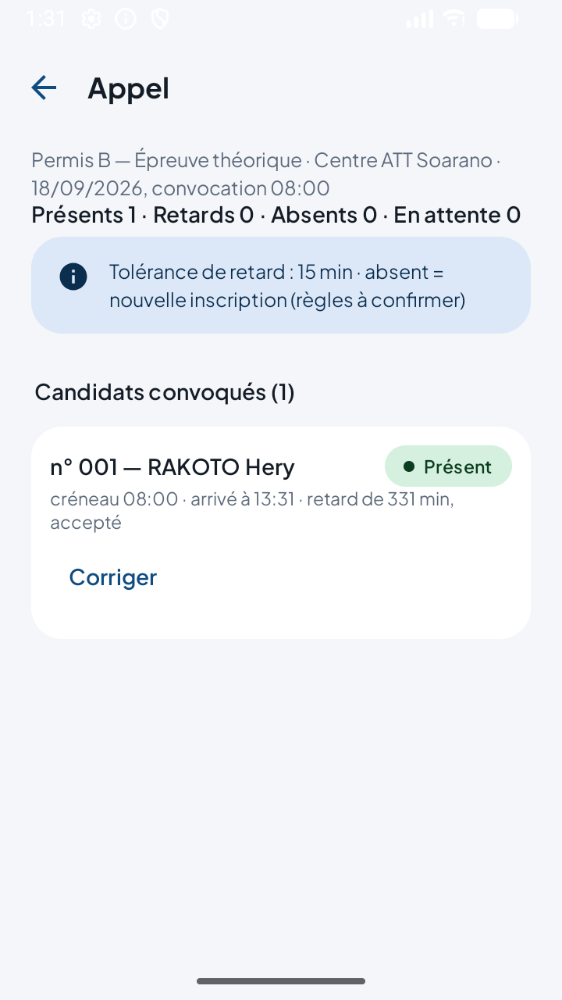 1:31
Appel
Permis B — Épreuve théorique · Centre ATT Soarano ·
18/09/2026, convocation 08:00
Présents 1 · Retards 0 · Absents 0 · En attente 0
Tolérance de retard : 15 min · absent =
nouvelle inscription (règles à confirmer)
Candidats convoqués (1)
n° 001 — RAKOTO Hery
Présent
créneau 08:00 · arrivé à 13:31 · retard de 331 min,
accepté
Corriger